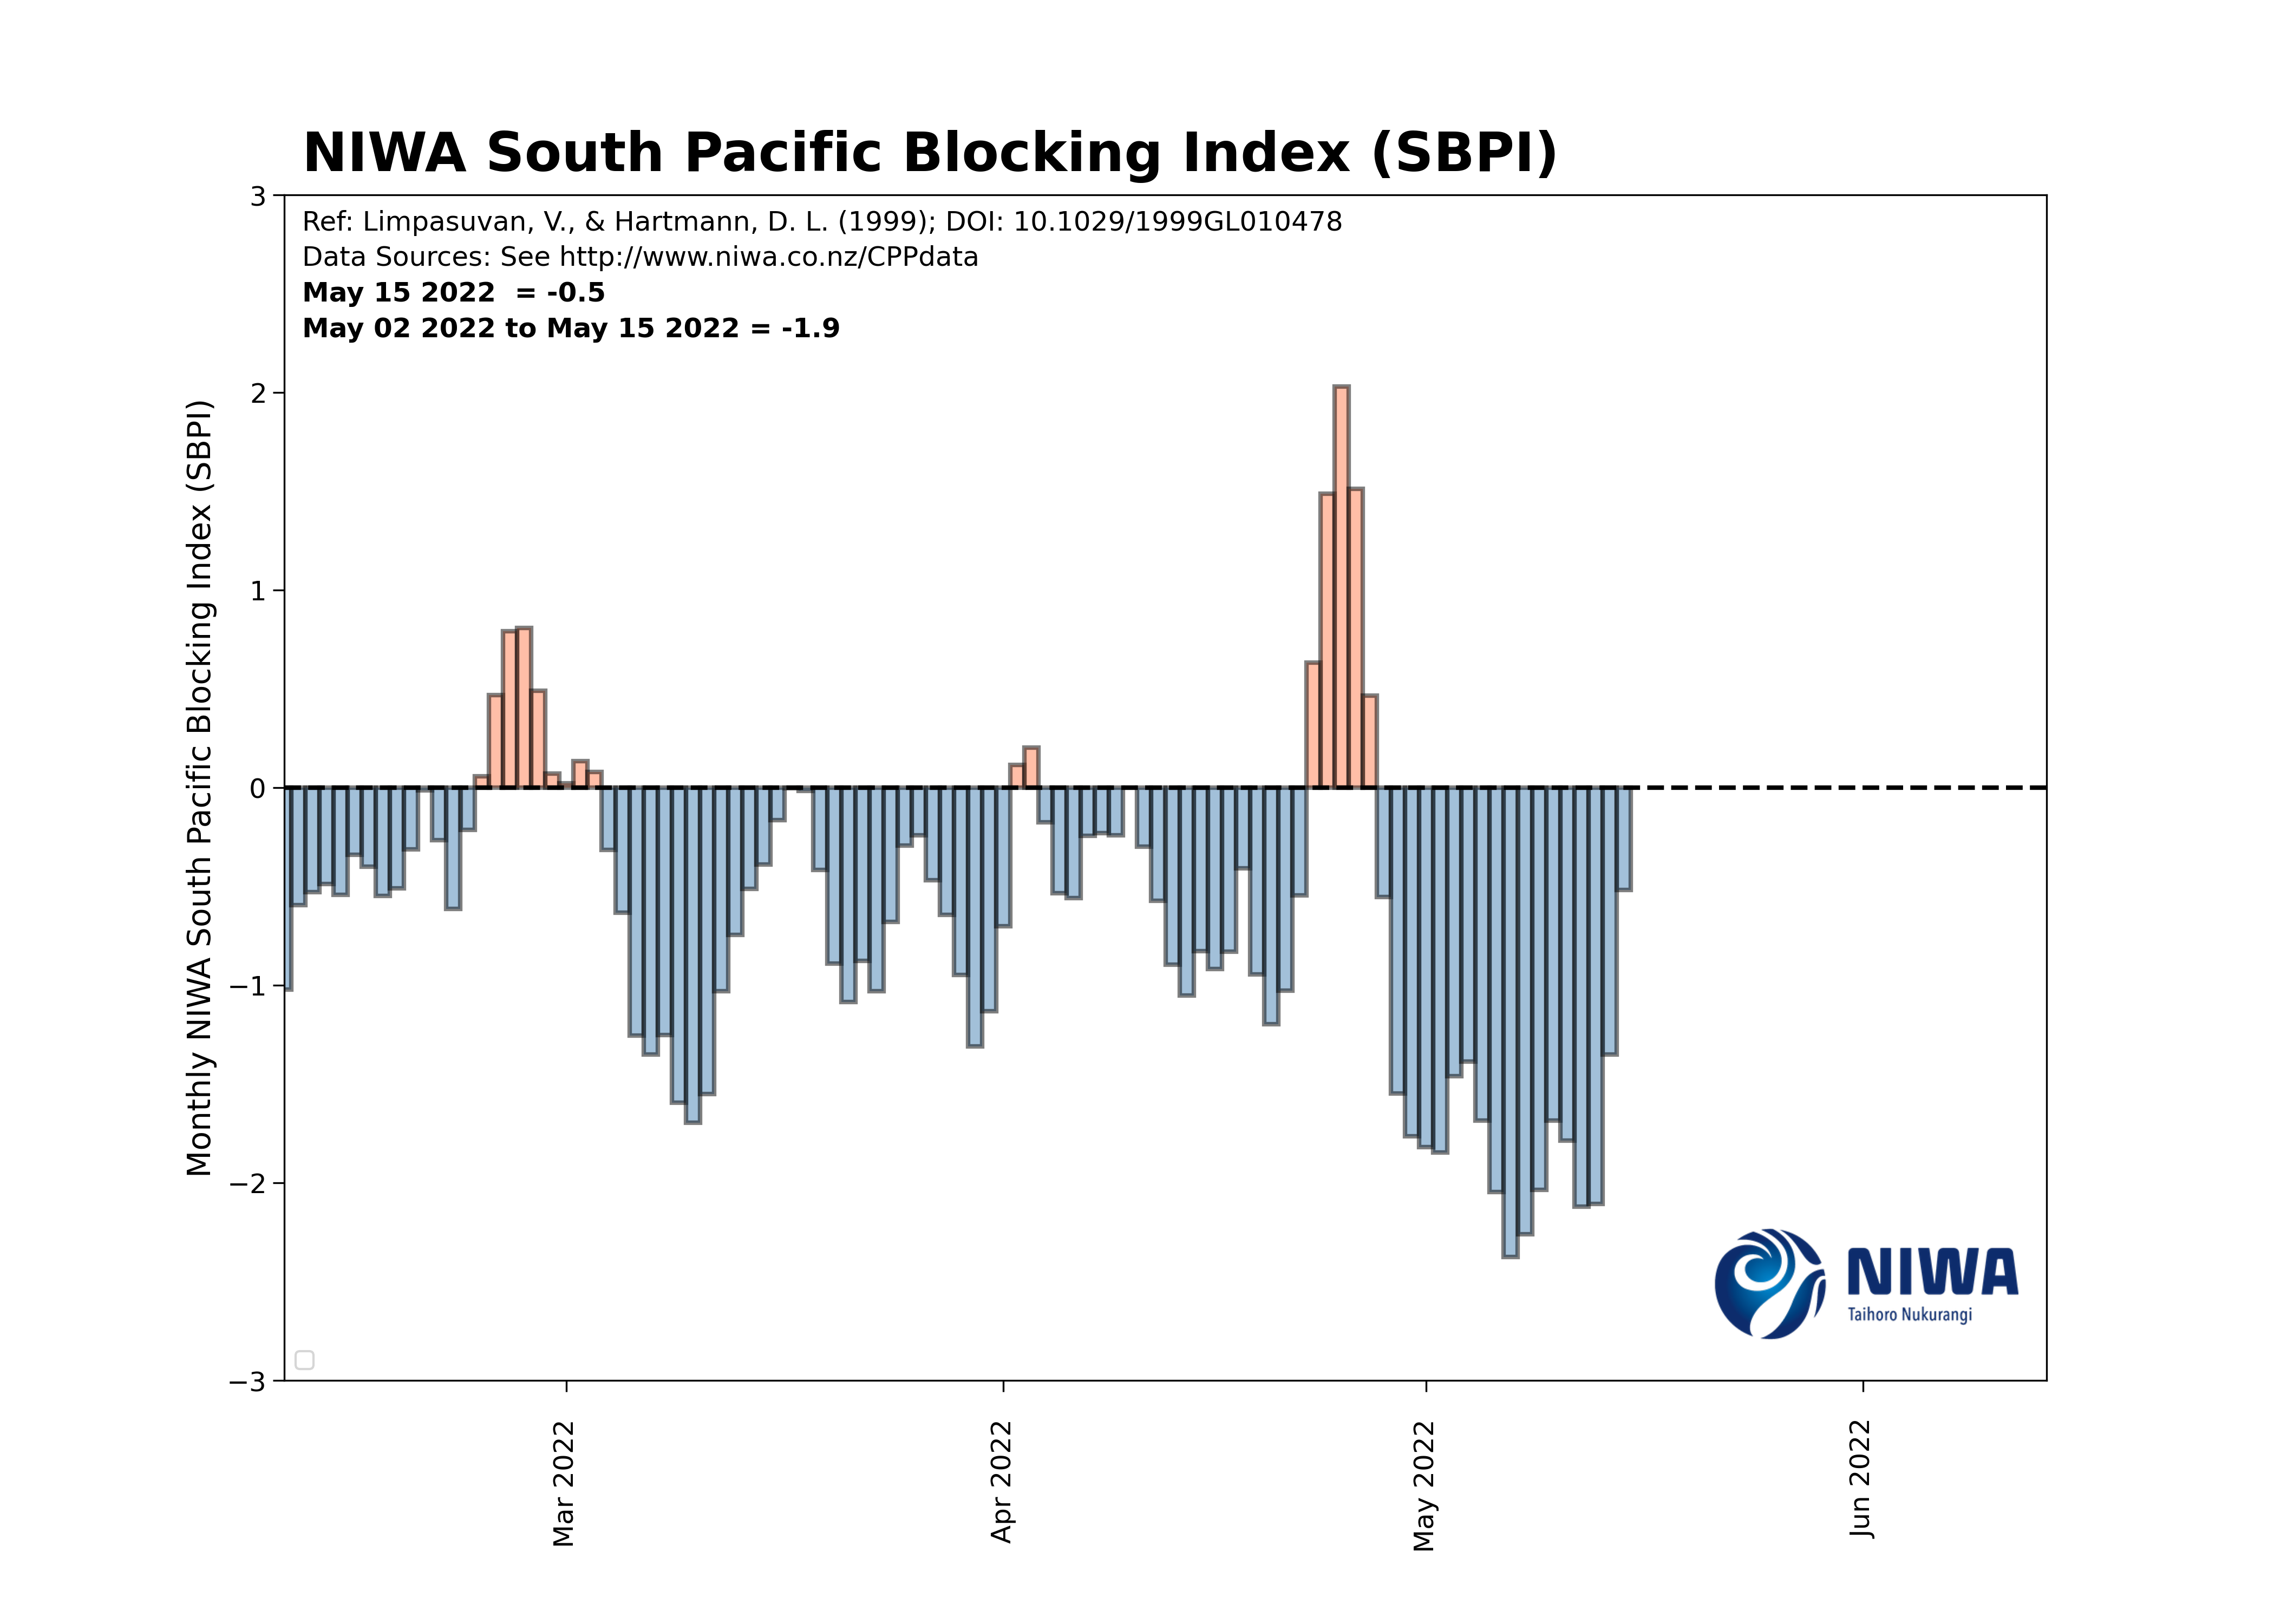 NIWA South Pacific Blocking Index (SBPI)
Ref: Limpasuvan, V., & Hartmann, D. L. (1999); DOI: 10.1029/1999GL010478
Data Sources: See http://www.niwa.co.nz/CPPdata
May 15 2022  = -0.5
May 02 2022 to May 15 2022 = -1.9
Monthly NIWA South Pacific Blocking Index (SBPI)
3
2
1
0
−1
−2
−3
Mar 2022
Apr 2022
May 2022
Jun 2022
NIWA
Taihoro Nukurangi